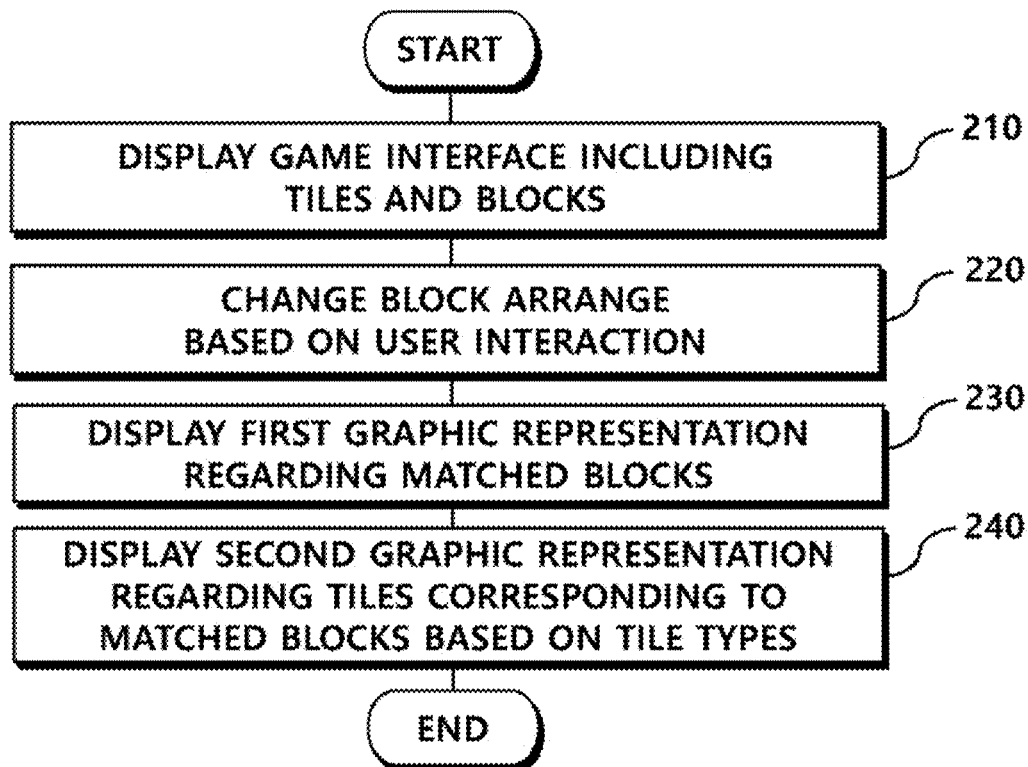 START
DISPLAY GAME INTERFACE INCLUDING
TILES AND BLOCKS
210
CHANGE BLOCK ARRANGE
BASED ON USER INTERACTION
220
DISPLAY FIRST GRAPHIC REPRESENTATION
REGARDING MATCHED BLOCKS
230
DISPLAY SECOND GRAPHIC REPRESENTATION
REGARDING TILES CORRESPONDING TO
MATCHED BLOCKS BASED ON TILE TYPES
240
END